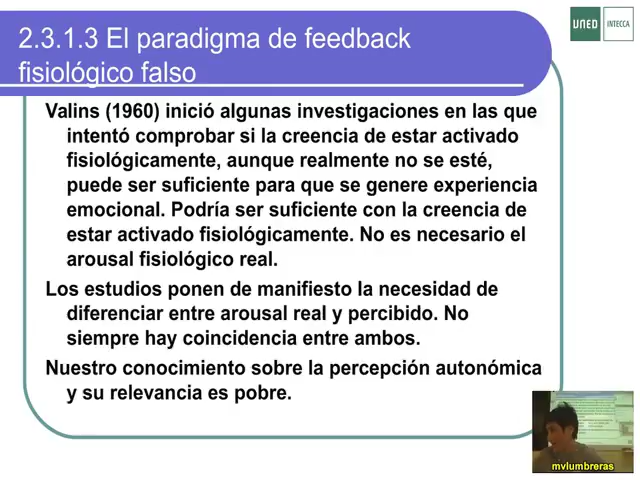 2.3.1.3 El paradigma de feedback
fisiológico falso
UNED
INTECCA
Valins (1960) inició algunas investigaciones en las que
intentó comprobar si la creencia de estar activado
fisiológicamente, aunque realmente no se esté,
puede ser suficiente para que se genere experiencia
emocional. Podría ser suficiente con la creencia de
estar activado fisiológicamente. No es necesario el
arousal fisiológico real.
Los estudios ponen de manifiesto la necesidad de
diferenciar entre arousal real y percibido. No
siempre hay coincidencia entre ambos.
Nuestro conocimiento sobre la percepción autonómica
y su relevancia es pobre.
mvlumbreras